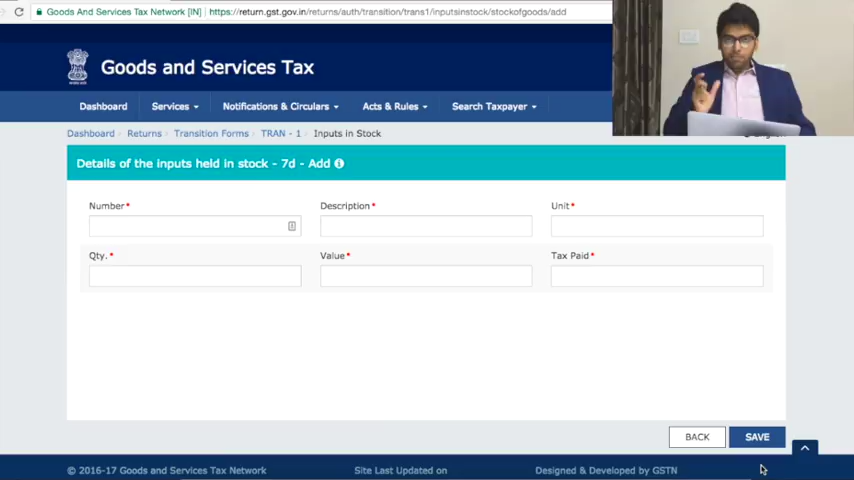 Goods And Services Tax Network [IN] https://return.gst.gov.in/returns/auth/transition/trans1/inputsinstock/stockofgoods/add
Goods and Services Tax
Dashboard Services Notifications & Circulars Acts & Rules Search Taxpayer
Dashboard Returns Transition Forms TRAN - 1 Inputs in Stock
Details of the inputs held in stock - 7d - Add
Number* Description* Unit*
Qty.* Value* Tax Paid*
BACK SAVE
© 2016-17 Goods and Services Tax Network Site Last Updated on Designed & Developed by GSTN